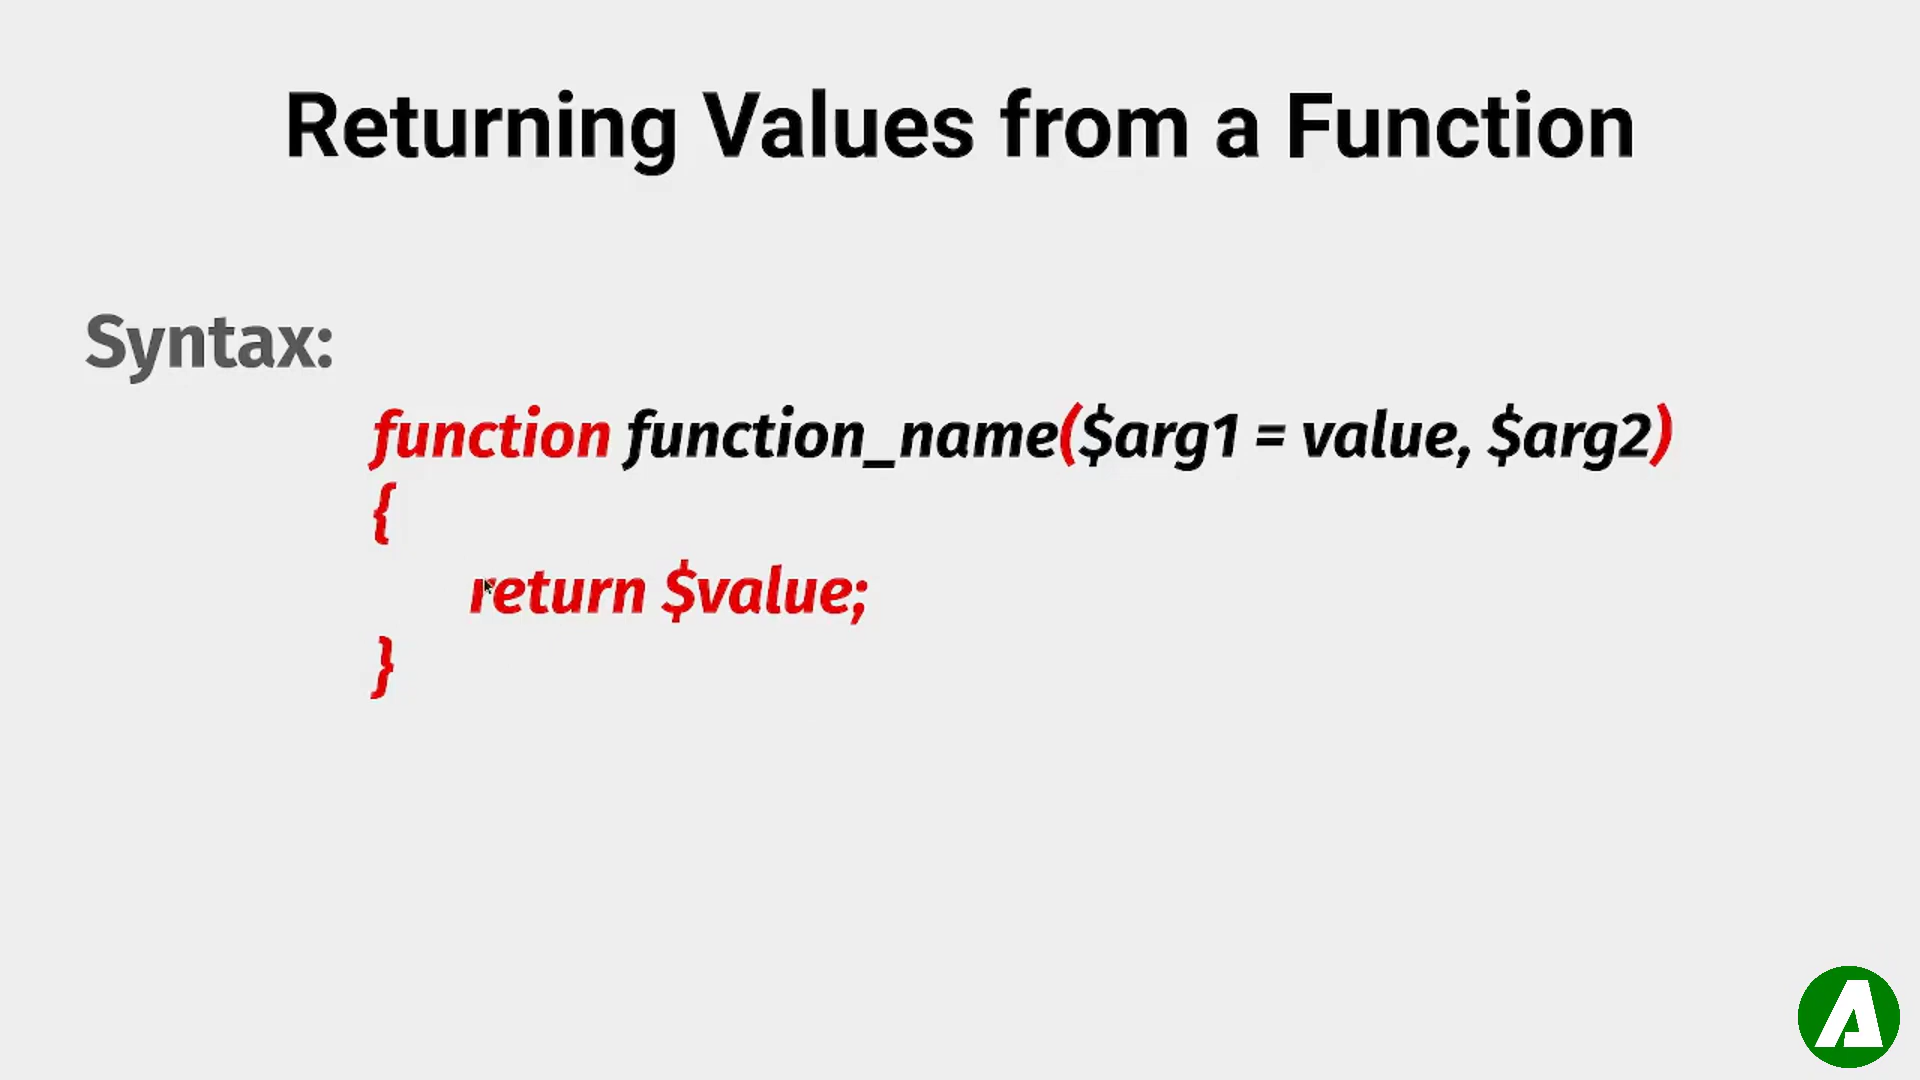 Returning Values from a Function
Syntax:
function function_name($arg1 = value, $arg2)
{
return $value;
}
A